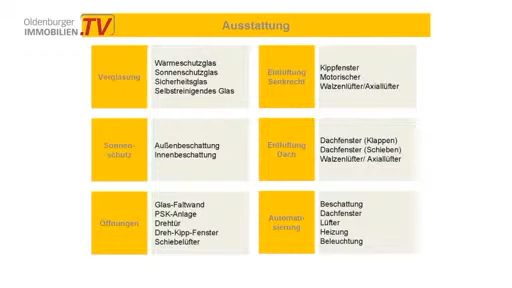 Oldenburger
IMMOBILIEN.TV
Ausstattung
Verglasung
Wärmeschutzglas
Sonnenschutzglas
Sicherheitsglas
Selbstreinigendes Glas
Entlüftung
Senkrecht
Kippfenster
Motorischer
Walzenlüfter/Axiallüfter
Sonnen-
schutz
Außenbeschattung
Innenbeschattung
Entlüftung
Dach
Dachfenster (Klappen)
Dachfenster (Schieben)
Walzenlüfter/ Axiallüfter
Öffnungen
Glas-Faltwand
PSK-Anlage
Drehtür
Dreh-Kipp-Fenster
Schiebelüfter
Automati-
sierung
Beschattung
Dachfenster
Lüfter
Heizung
Beleuchtung